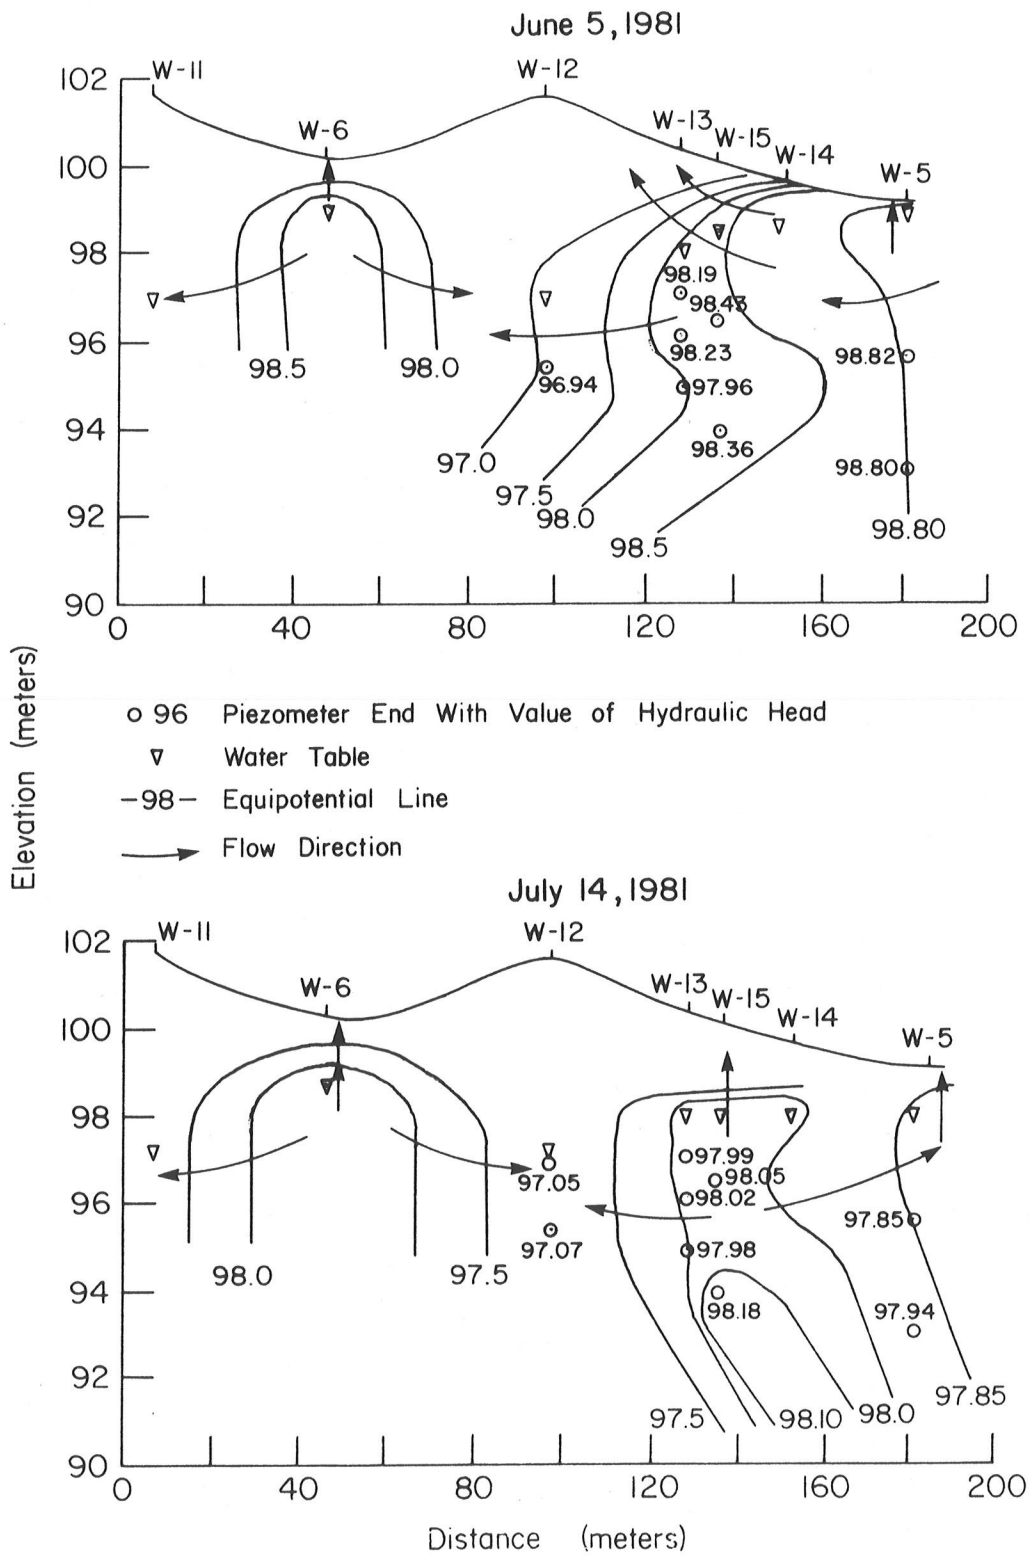 June 5, 1981
102
W-11
W-12
W-6
W-13
W-15
W-14
W-5
100
98
98.19
98.43
96
98.23
98.82
98.5
98.0
96.94
97.96
94
98.36
97.0
98.80
97.5
98.0
92
98.80
98.5
90
0 40 80 120 160 200
Elevation (meters)
96 Piezometer End With Value of Hydraulic Head
Water Table
-98- Equipotential Line
Flow Direction
July 14, 1981
102
W-11
W-12
W-6
W-13
W-15
W-14
W-5
100
98
97.99
97.05
98.05
96
98.02
97.85
97.07
97.98
98.0
97.5
94
98.18
97.94
92
97.85
97.5
98.10
98.0
90
0 40 80 120 160 200
Distance (meters)